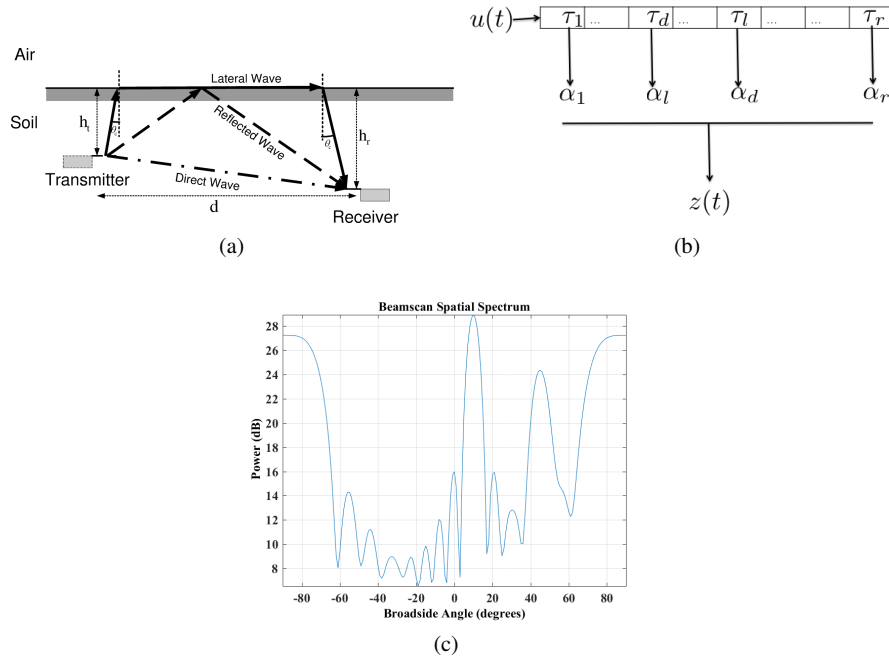 Air
Lateral Wave
Soil
h_t
θ_c
Reflected Wave
θ_c
h_r
Direct Wave
Transmitter
d
Receiver
(a)
u(t)
τ_1 ... τ_d ... τ_l ... ... τ_r
α_1 α_l α_d α_r
z(t)
(b)
Beamscan Spatial Spectrum
Power (dB)
28
26
24
22
20
18
16
14
12
10
8
-80 -60 -40 -20 0 20 40 60 80
Broadside Angle (degrees)
(c)